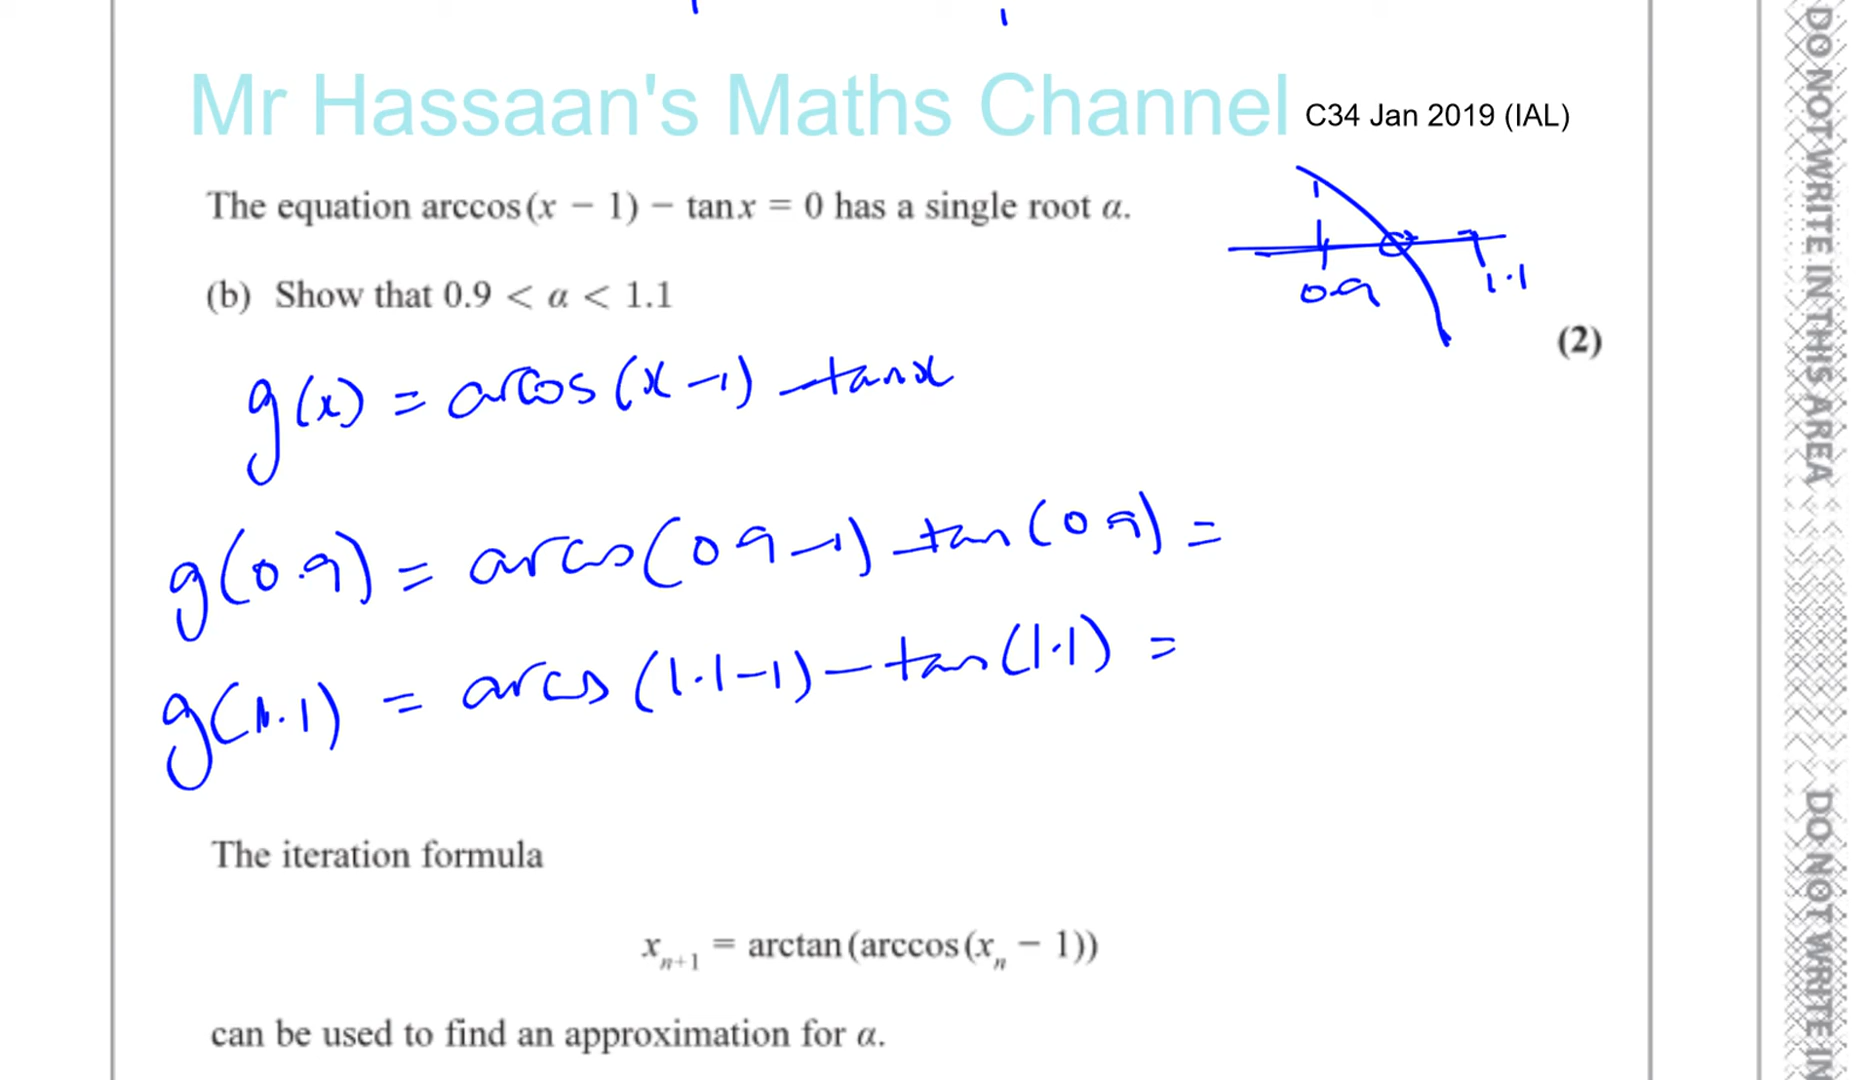 Mr Hassaan's Maths Channel C34 Jan 2019 (IAL)
The equation arccos(x − 1) − tan x = 0 has a single root α.
(b) Show that 0.9 < α < 1.1
0.9 1.1
(2)
g(x) = arcos(x − 1) − tan x
g(0.9) = arcos(0.9 − 1) − tan(0.9) =
g(1.1) = arcs(1.1 − 1) − tan(1.1) =
The iteration formula
xn+1 = arctan(arccos(xn − 1))
can be used to find an approximation for α.
DO NOT WRITE IN THIS AREA
DO NOT WRITE IN